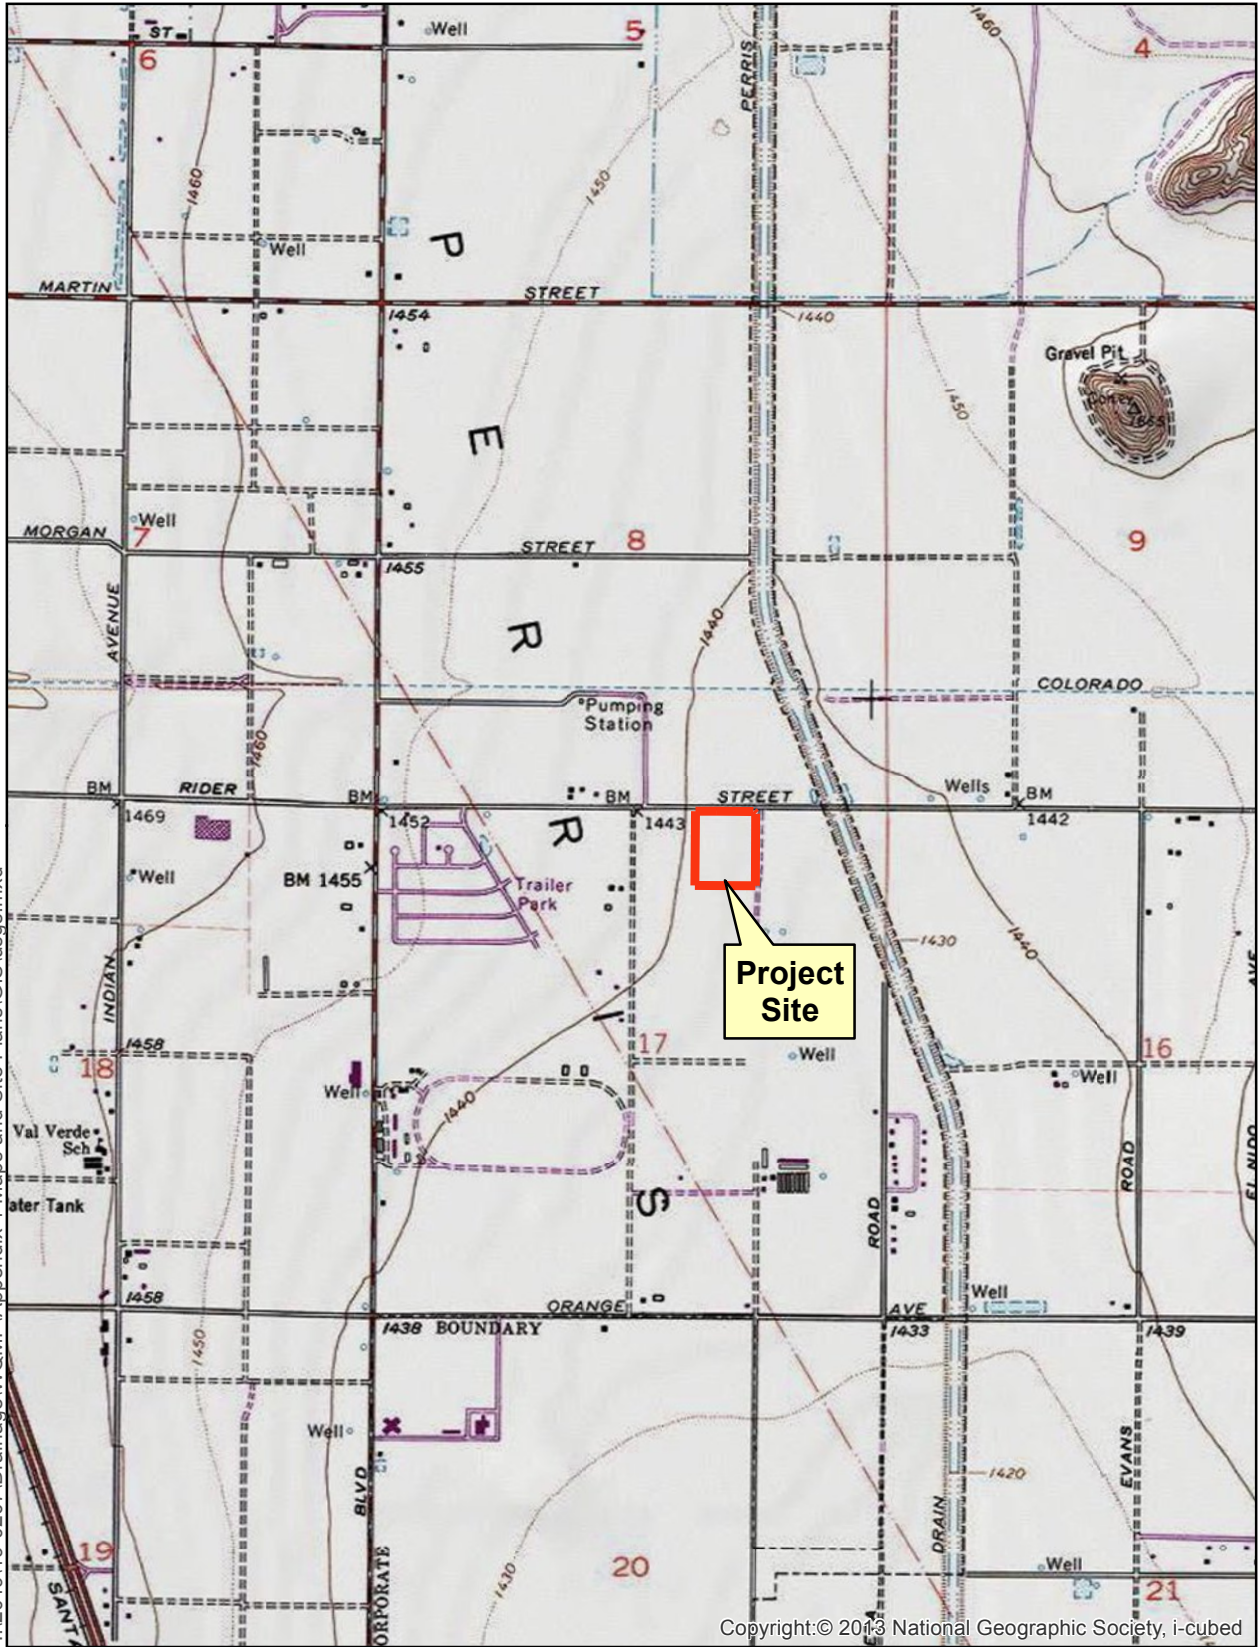 ST
Well
5
PERRIS
1460
4
6
1460
1450
Well
P
MARTIN
STREET
1454
1440
Gravel Pit
1450
E
Well
MORGAN
7
STREET
8
9
1455
AVENUE
1440
R
COLORADO
Pumping
Station
1460
BM
RIDER
BM
BM
STREET
Wells
BM
1469
1452
R
1443
1442
Well
BM 1455
Trailer
Park
1430
1440
Project
Site
INDIAN
AVE
I
1458
17
Well
16
18
Well
1440
Well
Val Verde
Sch
ROAD
ater Tank
S
ROAD
1458
ORANGE
AVE
Well
1438 BOUNDARY
1433
1439
1450
Well
BLVD
EVANS
1420
DRAIN
19
1430
20
Well
21
SANTA
ORPORATE
Copyright:© 2013 National Geographic Society, i-cubed